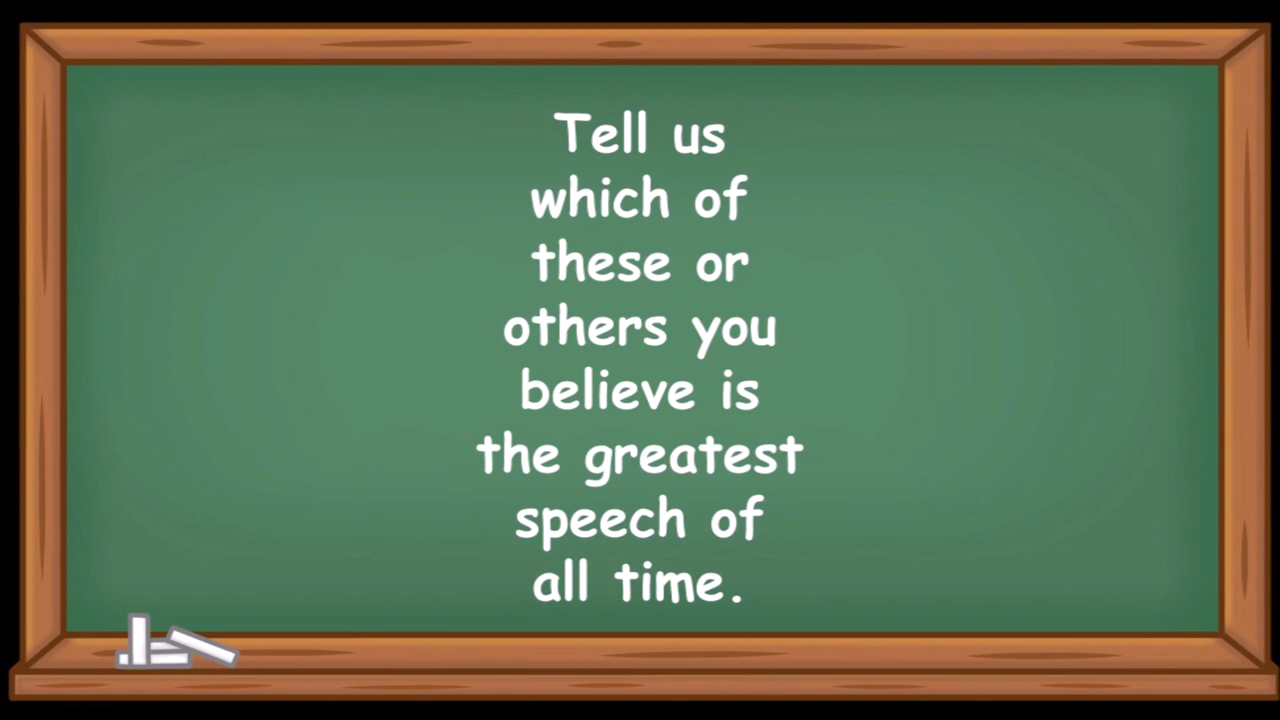 Tell us
which of
these or
others you
believe is
the greatest
speech of
all time.